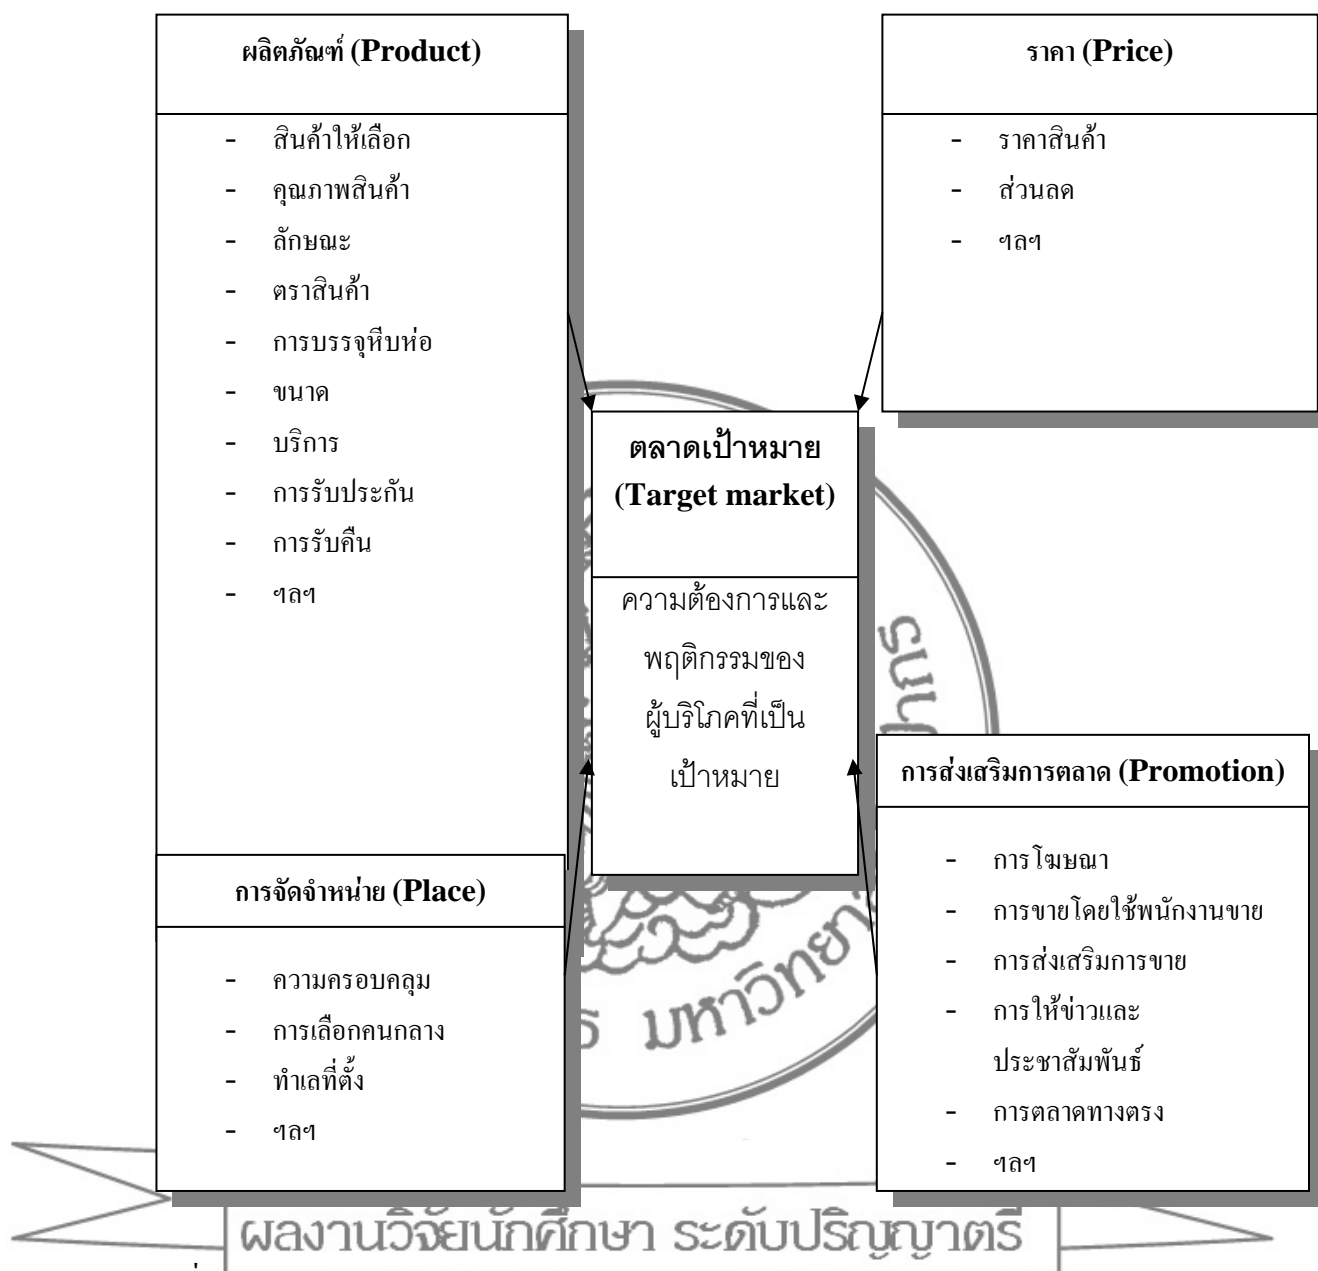 ผลิตภัณฑ์ (Product)
- สินค้าให้เลือก
- คุณภาพสินค้า
- ลักษณะ
- ตราสินค้า
- การบรรจุหีบห่อ
- ขนาด
- บริการ
- การรับประกัน
- การรับคืน
- ฯลฯ
ราคา (Price)
- ราคาสินค้า
- ส่วนลด
- ฯลฯ
ตลาดเป้าหมาย
(Target market)
ความต้องการและ
พฤติกรรมของ
ผู้บริโภคที่เป็น
เป้าหมาย
การจัดจำหน่าย (Place)
- ความครอบคลุม
- การเลือกคนกลาง
- ทำเลที่ตั้ง
- ฯลฯ
การส่งเสริมการตลาด (Promotion)
- การโฆษณา
- การขายโดยใช้พนักงานขาย
- การส่งเสริมการขาย
- การให้ข่าวและ
ประชาสัมพันธ์
- การตลาดทางตรง
- ฯลฯ
ผลงานวิจัยนักศึกษา ระดับปริญญาตรี